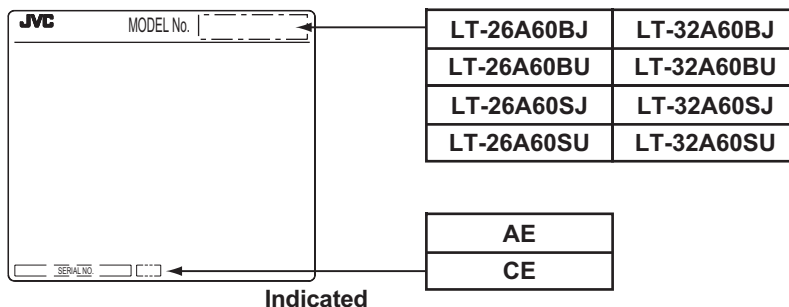 JVC MODEL No.
LT-26A60BJ LT-32A60BJ
LT-26A60BU LT-32A60BU
LT-26A60SJ LT-32A60SJ
LT-26A60SU LT-32A60SU
AE
CE
SERIAL NO.
Indicated